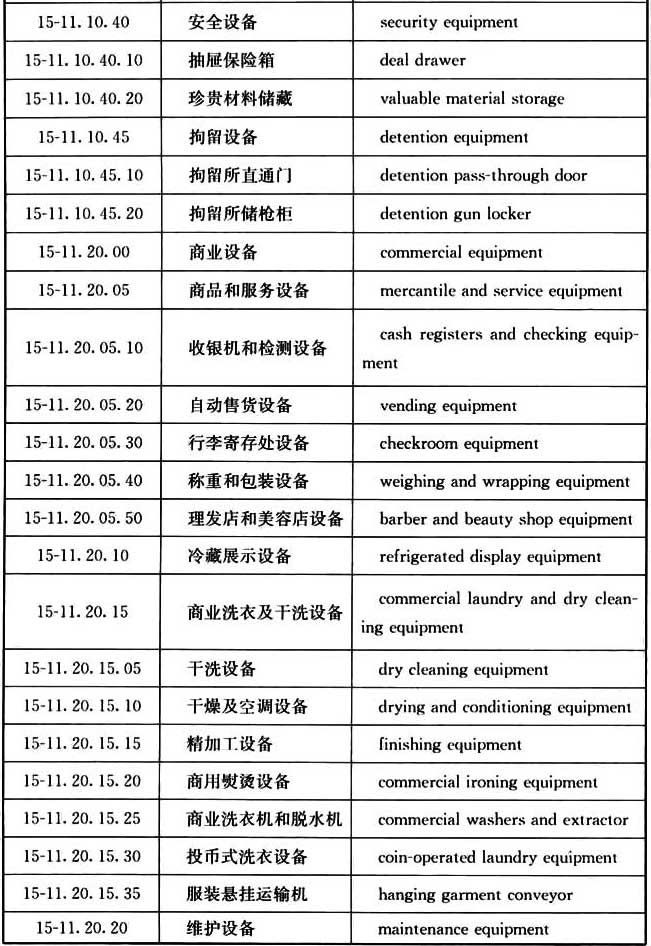 15-11.10.40 安全设备 security equipment
15-11.10.40.10 抽屉保险箱 deal drawer
15-11.10.40.20 珍贵材料储藏 valuable material storage
15-11.10.45 拘留设备 detention equipment
15-11.10.45.10 拘留所直通门 detention pass-through door
15-11.10.45.20 拘留所储枪柜 detention gun locker
15-11.20.00 商业设备 commercial equipment
15-11.20.05 商品和服务设备 mercantile and service equipment
15-11.20.05.10 收银机和检测设备 cash registers and checking equip-
ment
15-11.20.05.20 自动售货设备 vending equipment
15-11.20.05.30 行李寄存处设备 checkroom equipment
15-11.20.05.40 称重和包装设备 weighing and wrapping equipment
15-11.20.05.50 理发店和美容店设备 barber and beauty shop equipment
15-11.20.10 冷藏展示设备 refrigerated display equipment
15-11.20.15 商业洗衣及干洗设备 commercial laundry and dry clean-
ing equipment
15-11.20.15.05 干洗设备 dry cleaning equipment
15-11.20.15.10 干燥及空调设备 drying and conditioning equipment
15-11.20.15.15 精加工设备 finishing equipment
15-11.20.15.20 商用熨烫设备 commercial ironing equipment
15-11.20.15.25 商业洗衣机和脱水机 commercial washers and extractor
15-11.20.15.30 投币式洗衣设备 coin-operated laundry equipment
15-11.20.15.35 服装悬挂运输机 hanging garment conveyor
15-11.20.20 维护设备 maintenance equipment